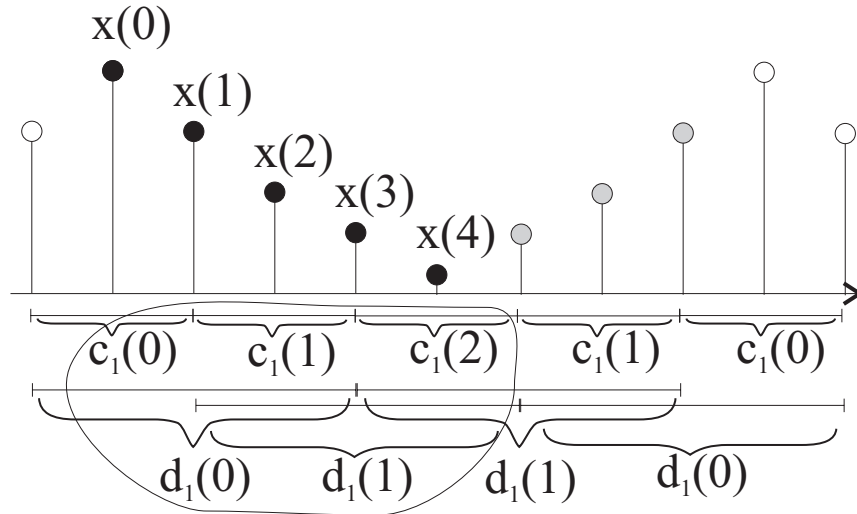 x(0)
x(1)
x(2)
x(3)
x(4)
c₁(0) c₁(1) c₁(2) c₁(1) c₁(0)
d₁(0) d₁(1) d₁(1) d₁(0)